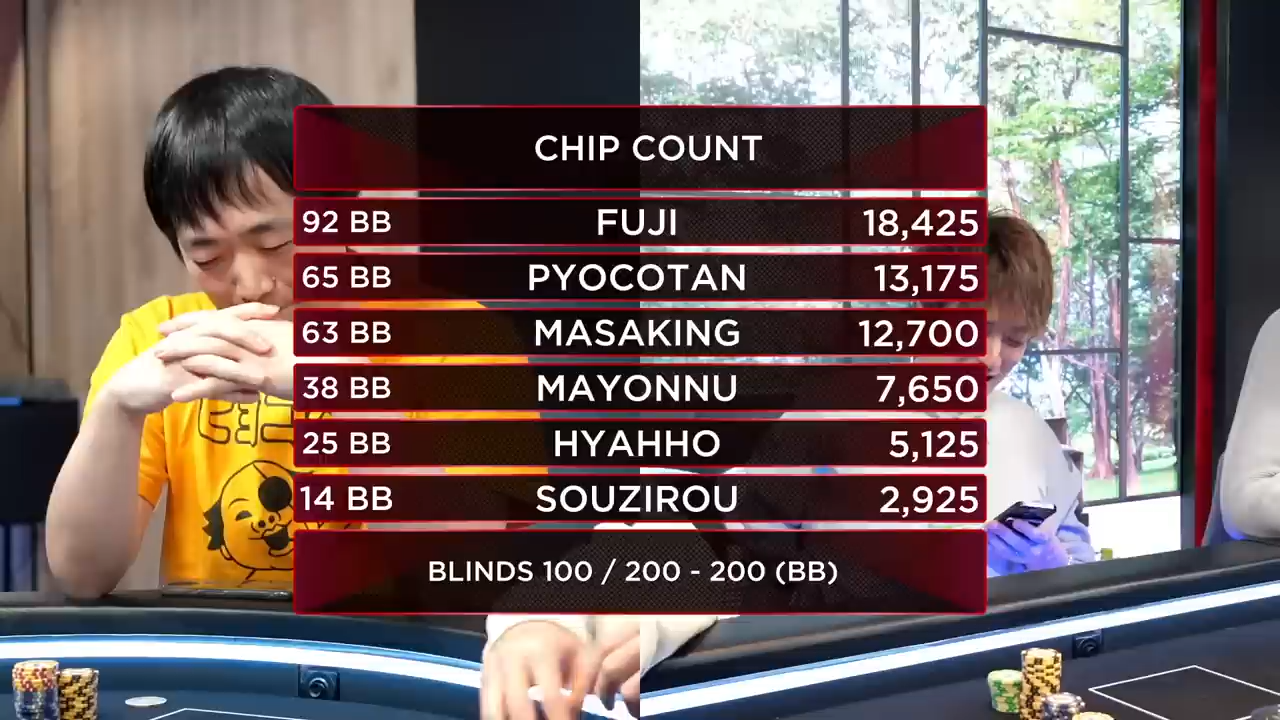 CHIP COUNT
92 BB FUJI 18,425
65 BB PYOCOTAN 13,175
63 BB MASAKING 12,700
38 BB MAYONNU 7,650
25 BB HYAHHO 5,125
14 BB SOUZIROU 2,925
BLINDS 100 / 200 - 200 (BB)